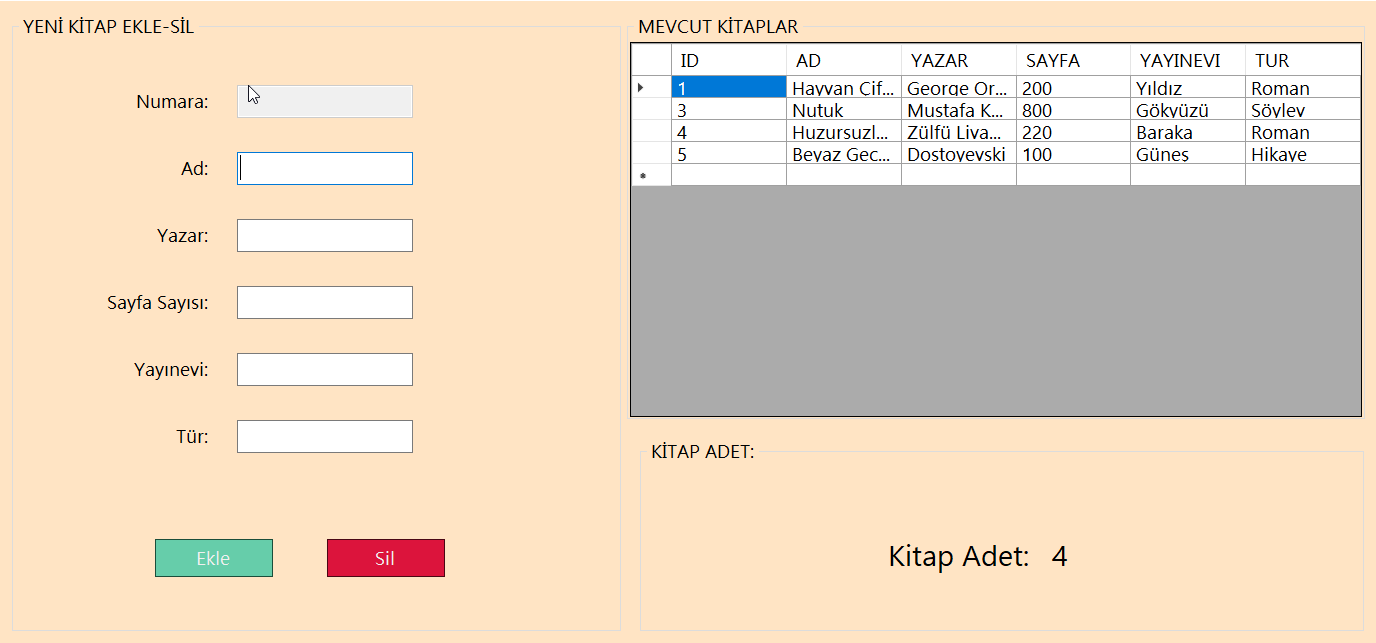 YENİ KİTAP EKLE-SİL
Numara:
Ad:
Yazar:
Sayfa Sayısı:
Yayınevi:
Tür:
Ekle Sil
MEVCUT KİTAPLAR
ID AD YAZAR SAYFA YAYINEVI TUR
1 Hayvan Çif... George Or... 200 Yıldız Roman
3 Nutuk Mustafa K... 800 Gökyüzü Söylev
4 Huzursuzl... Zülfü Liva... 220 Baraka Roman
5 Beyaz Gec... Dostoyevski 100 Güneş Hikaye
KİTAP ADET:
Kitap Adet: 4